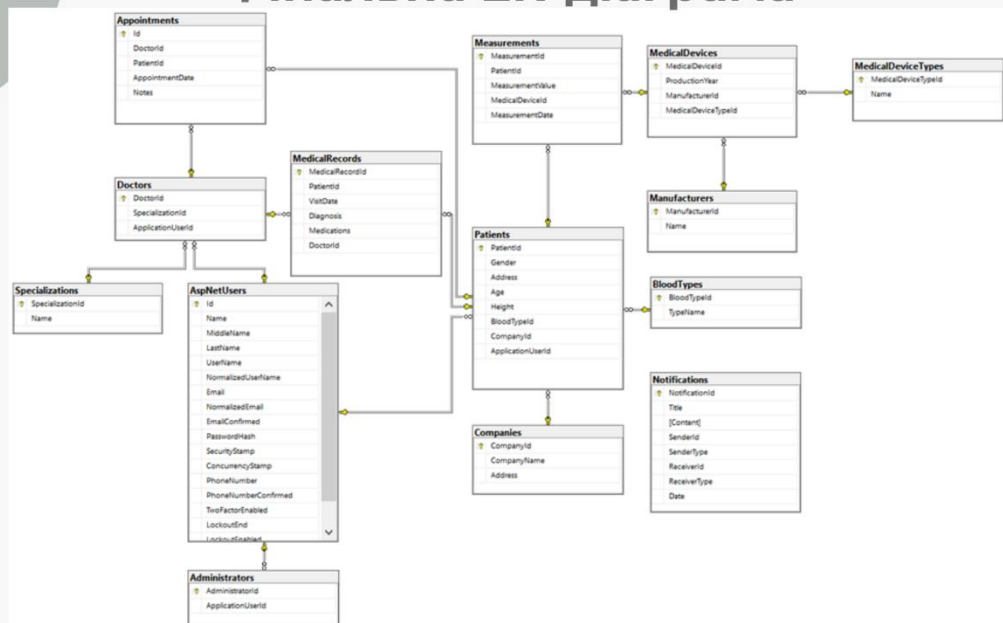 ER діаграма
Appointments
Id
DoctorId
PatientId
AppointmentDate
Notes
Doctors
DoctorId
SpecializationId
ApplicationUserId
MedicalRecords
MedicalRecordId
PatientId
VisitDate
Diagnosis
Medications
DoctorId
Specializations
SpecializationId
Name
AspNetUsers
Id
Name
MiddleName
LastName
UserName
NormalizedUserName
Email
NormalizedEmail
EmailConfirmed
PasswordHash
SecurityStamp
ConcurrencyStamp
PhoneNumber
PhoneNumberConfirmed
TwoFactorEnabled
LockoutEnd
LockoutEnabled
Administrators
AdministratorId
ApplicationUserId
Measurements
MeasurementId
PatientId
MeasurementValue
MedicalDeviceId
MeasurementDate
MedicalDevices
MedicalDeviceId
ProductionYear
ManufacturerId
MedicalDeviceTypeId
MedicalDeviceTypes
MedicalDeviceTypeId
Name
Manufacturers
ManufacturerId
Name
Patients
PatientId
Gender
Address
Age
Height
BloodTypeId
CompanyId
ApplicationUserId
BloodTypes
BloodTypeId
TypeName
Companies
CompanyId
CompanyName
Address
Notifications
NotificationId
Title
[Content]
SenderId
SenderType
ReceiverId
ReceiverType
Date